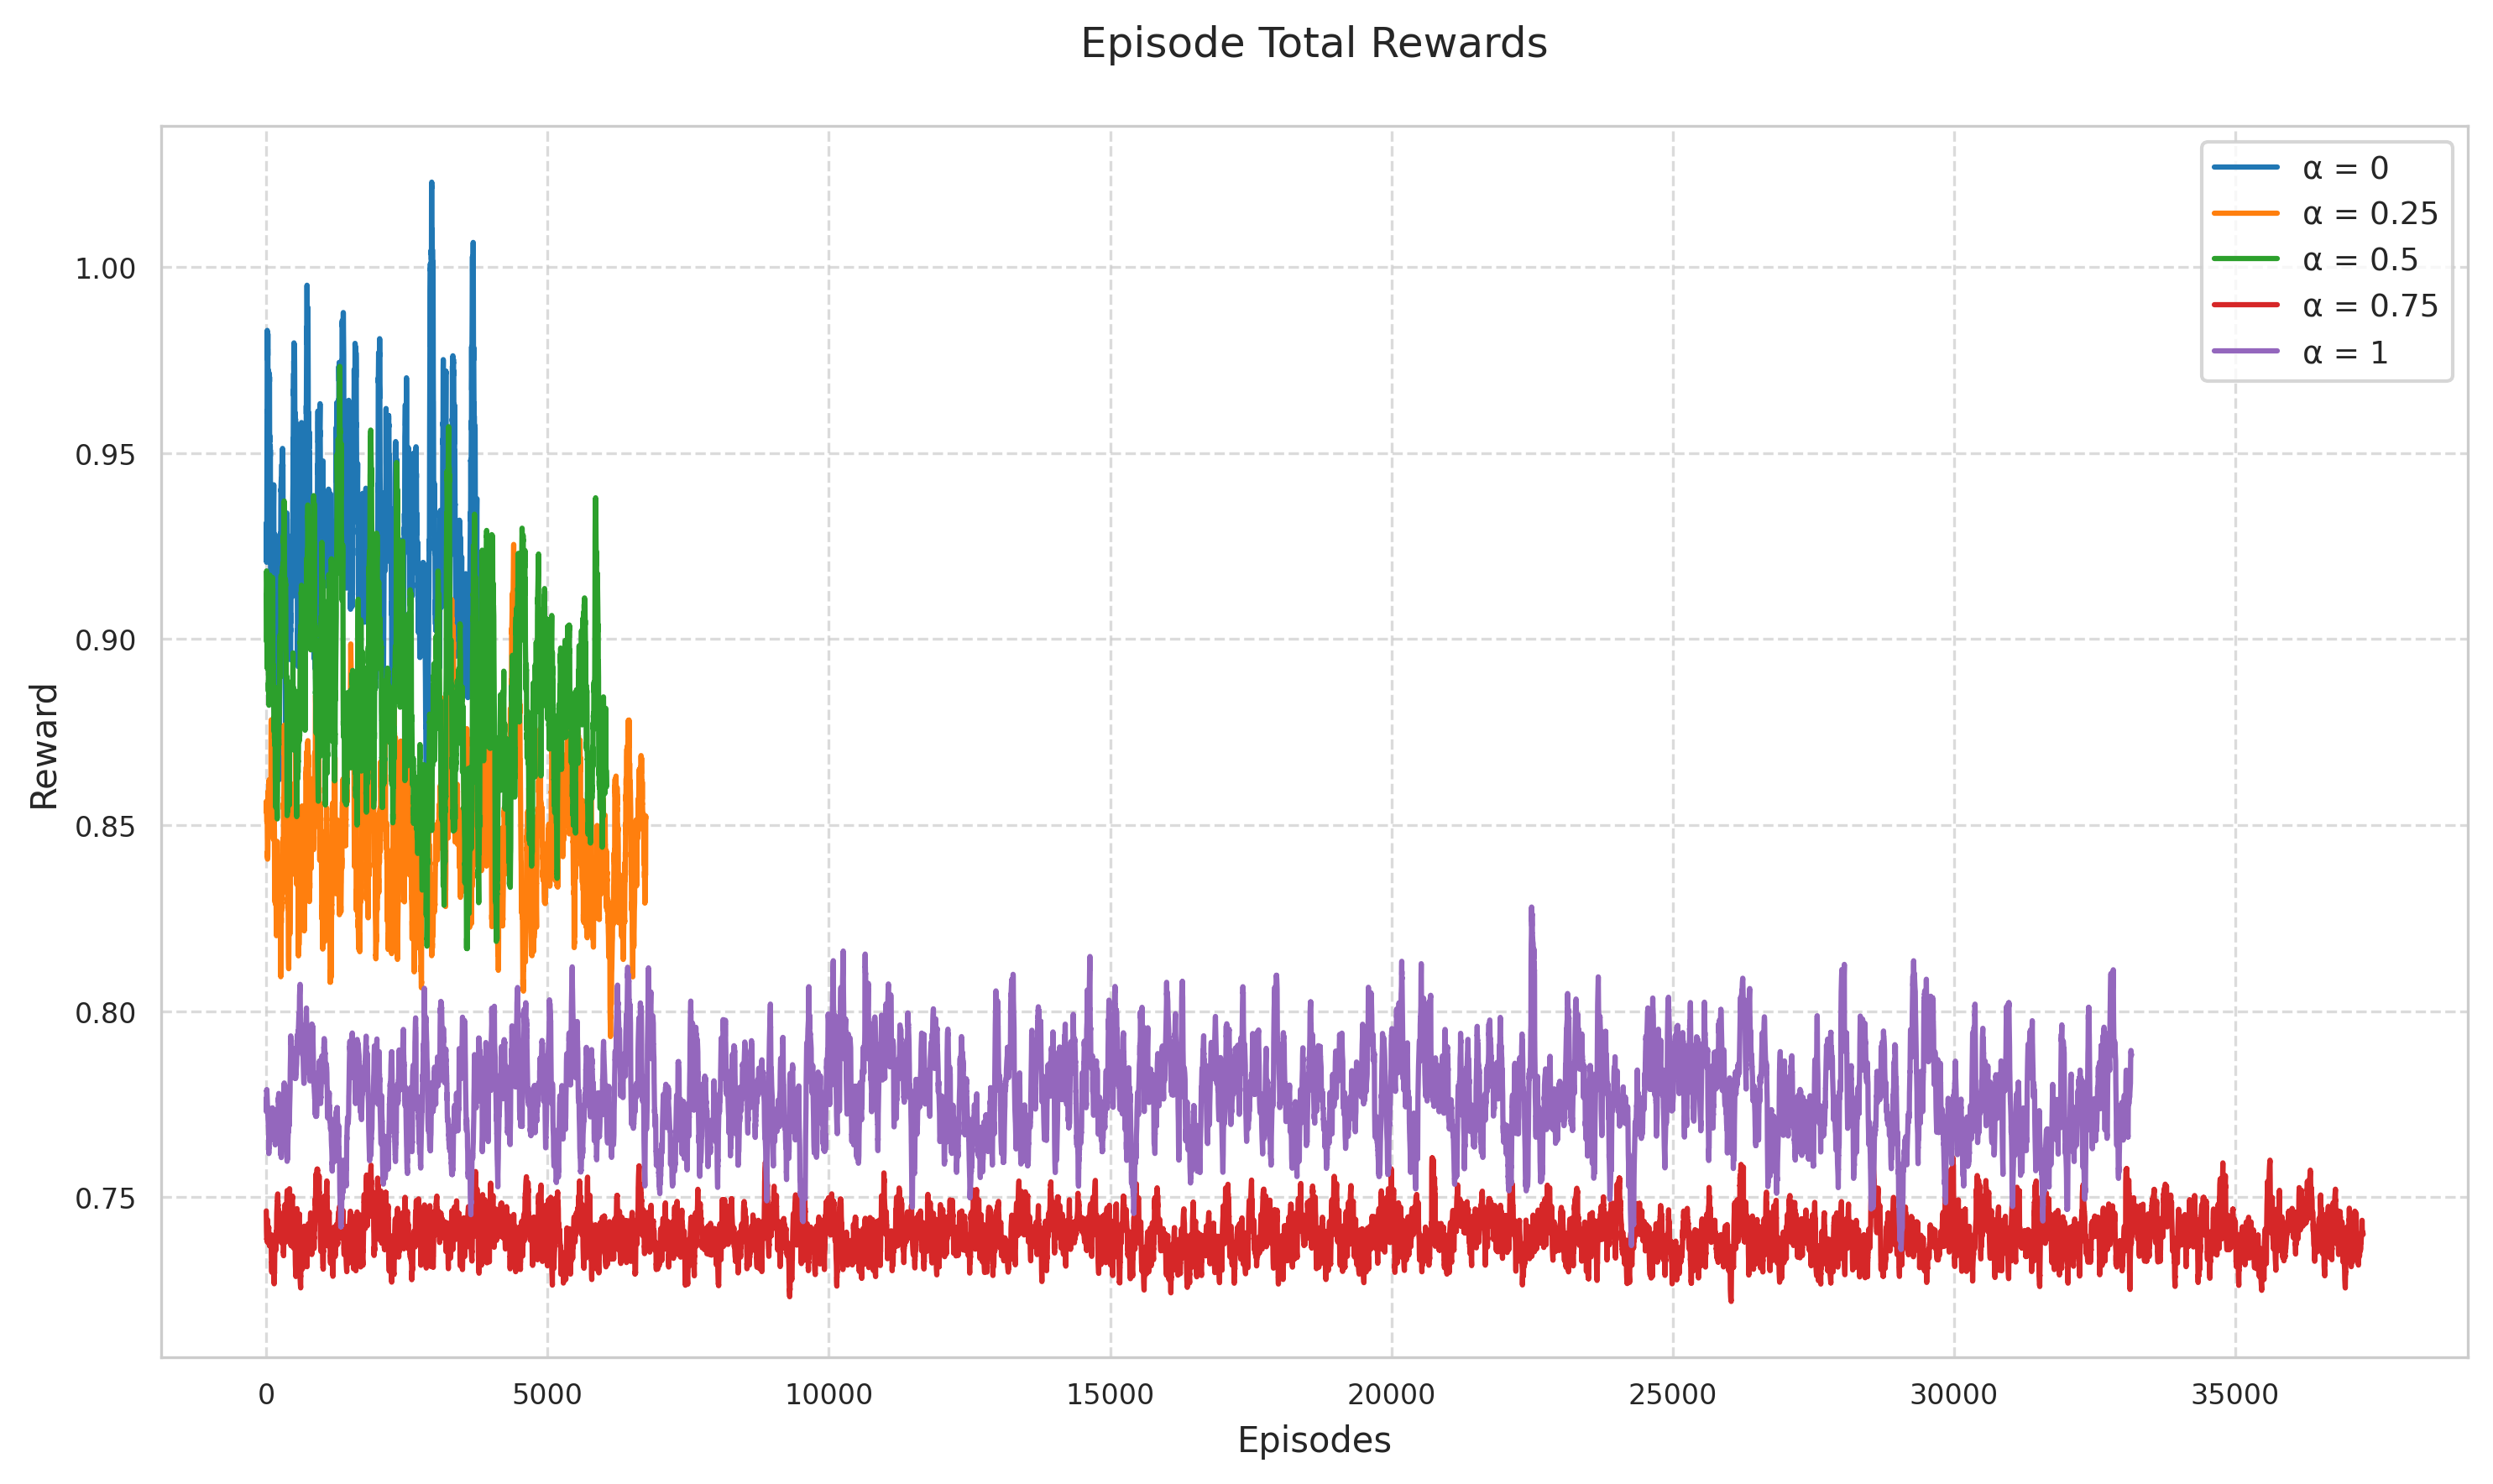 Episode Total Rewards
α = 0
α = 0.25
α = 0.5
α = 0.75
α = 1
1.00
0.95
0.90
0.85
0.80
0.75
Reward
0 5000 10000 15000 20000 25000 30000 35000
Episodes